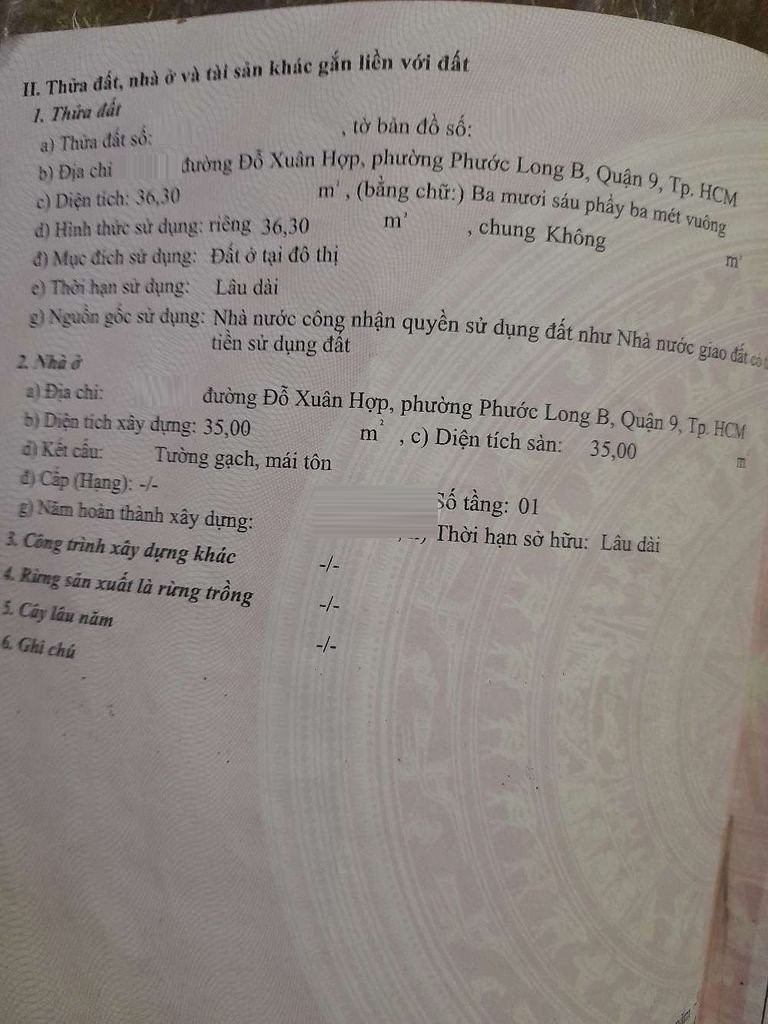 II. Thửa đất, nhà ở và tài sản khác gắn liền với đất
1. Thửa đất
a) Thửa đất số: , tờ bản đồ số:
b) Địa chỉ đường Đỗ Xuân Hợp, phường Phước Long B, Quận 9, Tp. HCM
c) Diện tích: 36,30 m², (bằng chữ:) Ba mươi sáu phẩy ba mét vuông
d) Hình thức sử dụng: riêng 36,30 m² , chung Không m²
đ) Mục đích sử dụng: Đất ở tại đô thị
e) Thời hạn sử dụng: Lâu dài
g) Nguồn gốc sử dụng: Nhà nước công nhận quyền sử dụng đất như Nhà nước giao đất có
tiền sử dụng đất
2. Nhà ở
a) Địa chỉ: đường Đỗ Xuân Hợp, phường Phước Long B, Quận 9, Tp. HCM
b) Diện tích xây dựng: 35,00 m² , c) Diện tích sàn: 35,00 m
d) Kết cấu: Tường gạch, mái tôn
đ) Cấp (Hạng): -/- Số tầng: 01
g) Năm hoàn thành xây dựng: Thời hạn sở hữu: Lâu dài
3. Công trình xây dựng khác -/-
4. Rừng sản xuất là rừng trồng -/-
5. Cây lâu năm -/-
6. Ghi chú